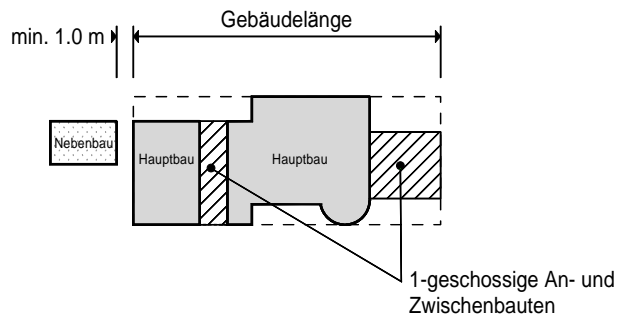 Gebäudelänge
min. 1.0 m
Nebenbau
Hauptbau
Hauptbau
1-geschossige An- und
Zwischenbauten